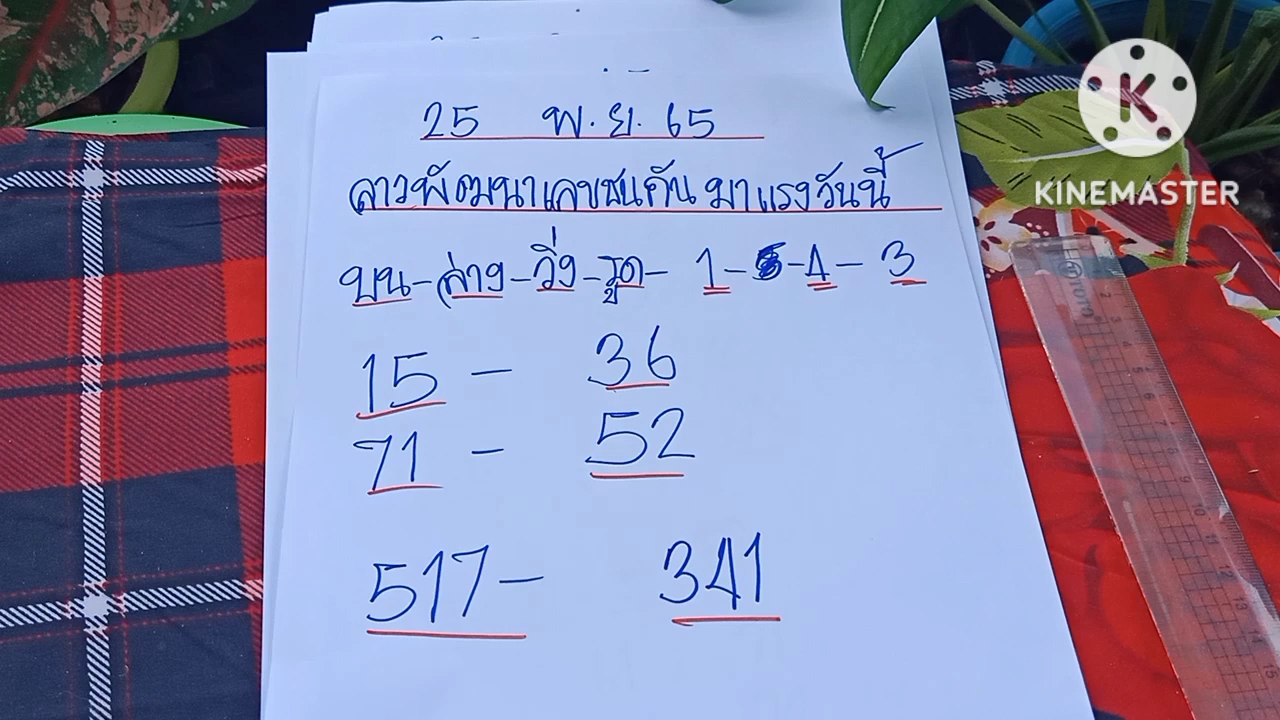 25 พ.ย. 65
ลาวพัฒนาเลขชนกันมาแรงวันนี้
บน-ล่าง-วิ่ง-รูด- 1-5-4-3
15 - 36
71 - 52
517- 341
KINEMASTER